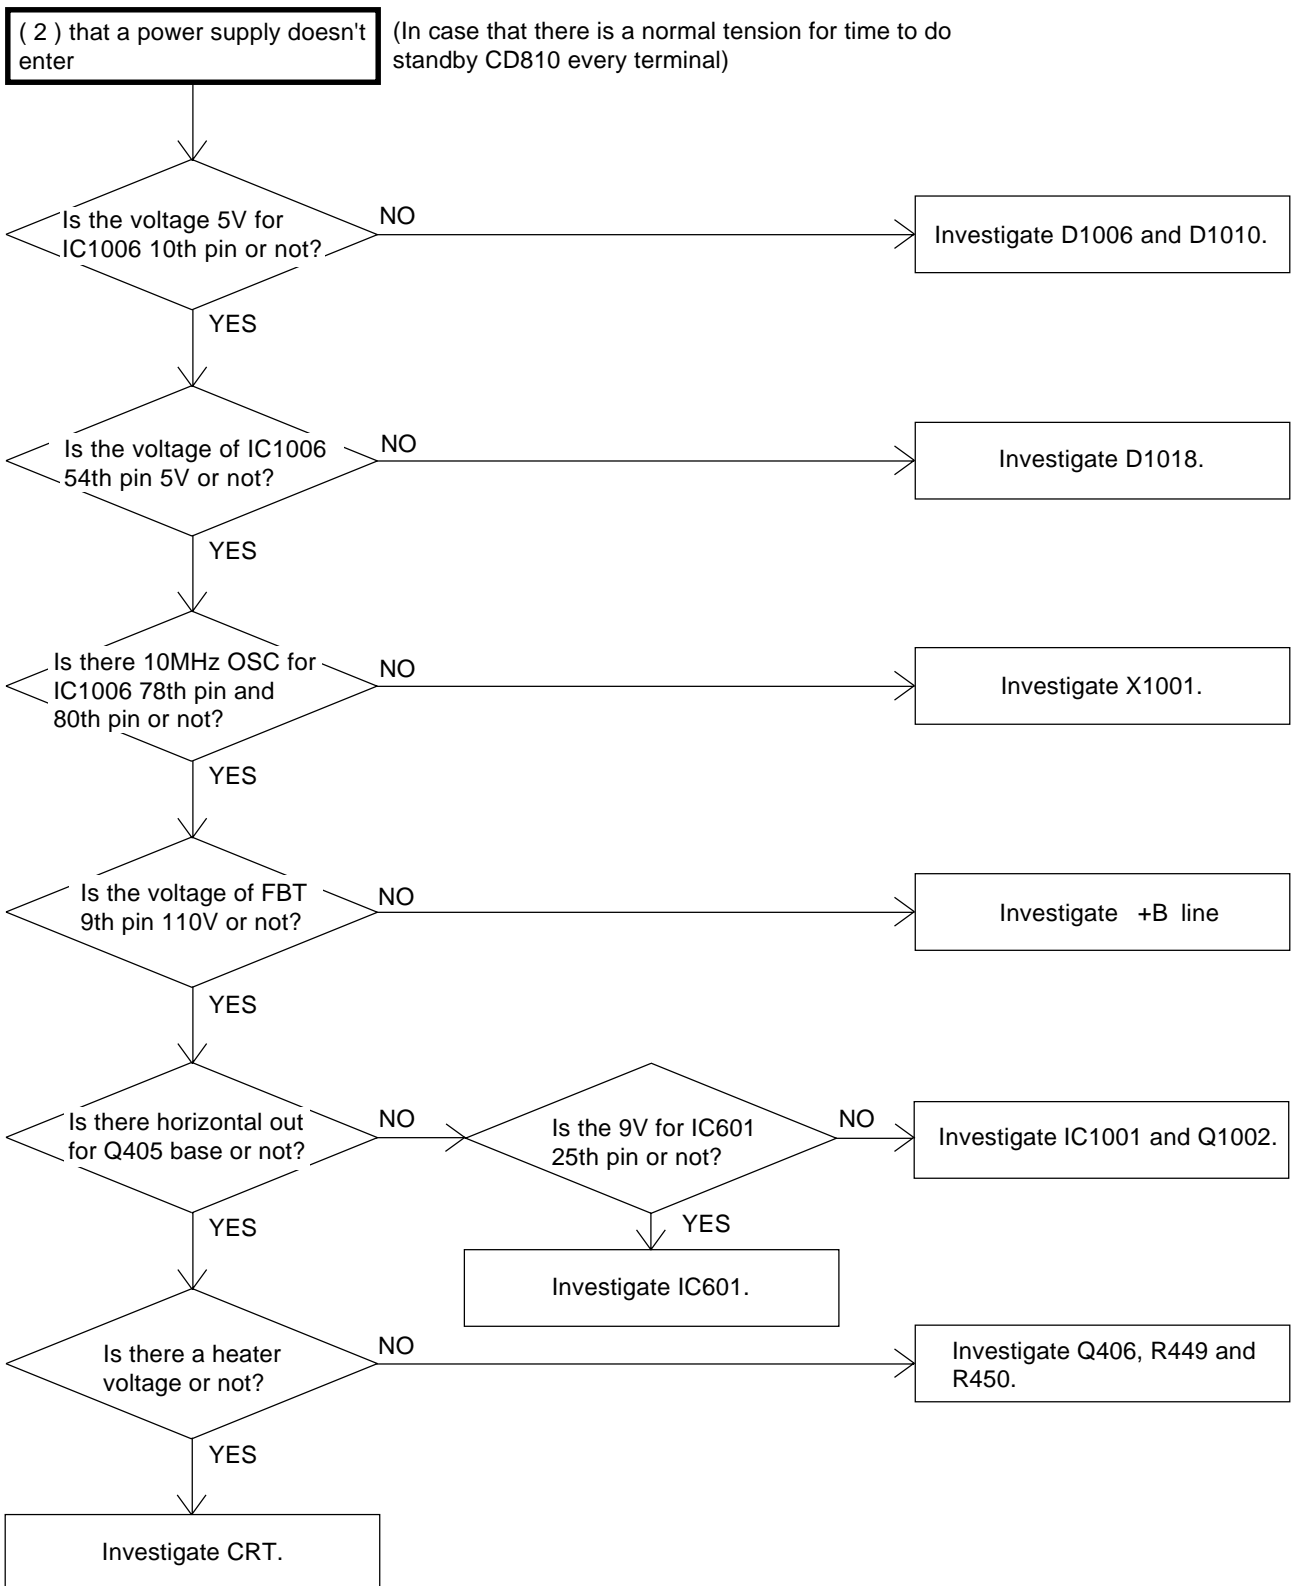 ( 2 ) that a power supply doesn't
enter
(In case that there is a normal tension for time to do
standby CD810 every terminal)
Is the voltage 5V for
IC1006 10th pin or not?
NO
Investigate D1006 and D1010.
YES
Is the voltage of IC1006
54th pin 5V or not?
NO
Investigate D1018.
YES
Is there 10MHz OSC for
IC1006 78th pin and
80th pin or not?
NO
Investigate X1001.
YES
Is the voltage of FBT
9th pin 110V or not?
NO
Investigate +B line
YES
Is there horizontal out
for Q405 base or not?
NO
Is the 9V for IC601
25th pin or not?
NO
Investigate IC1001 and Q1002.
YES
Investigate IC601.
YES
Is there a heater
voltage or not?
NO
Investigate Q406, R449 and
R450.
YES
Investigate CRT.